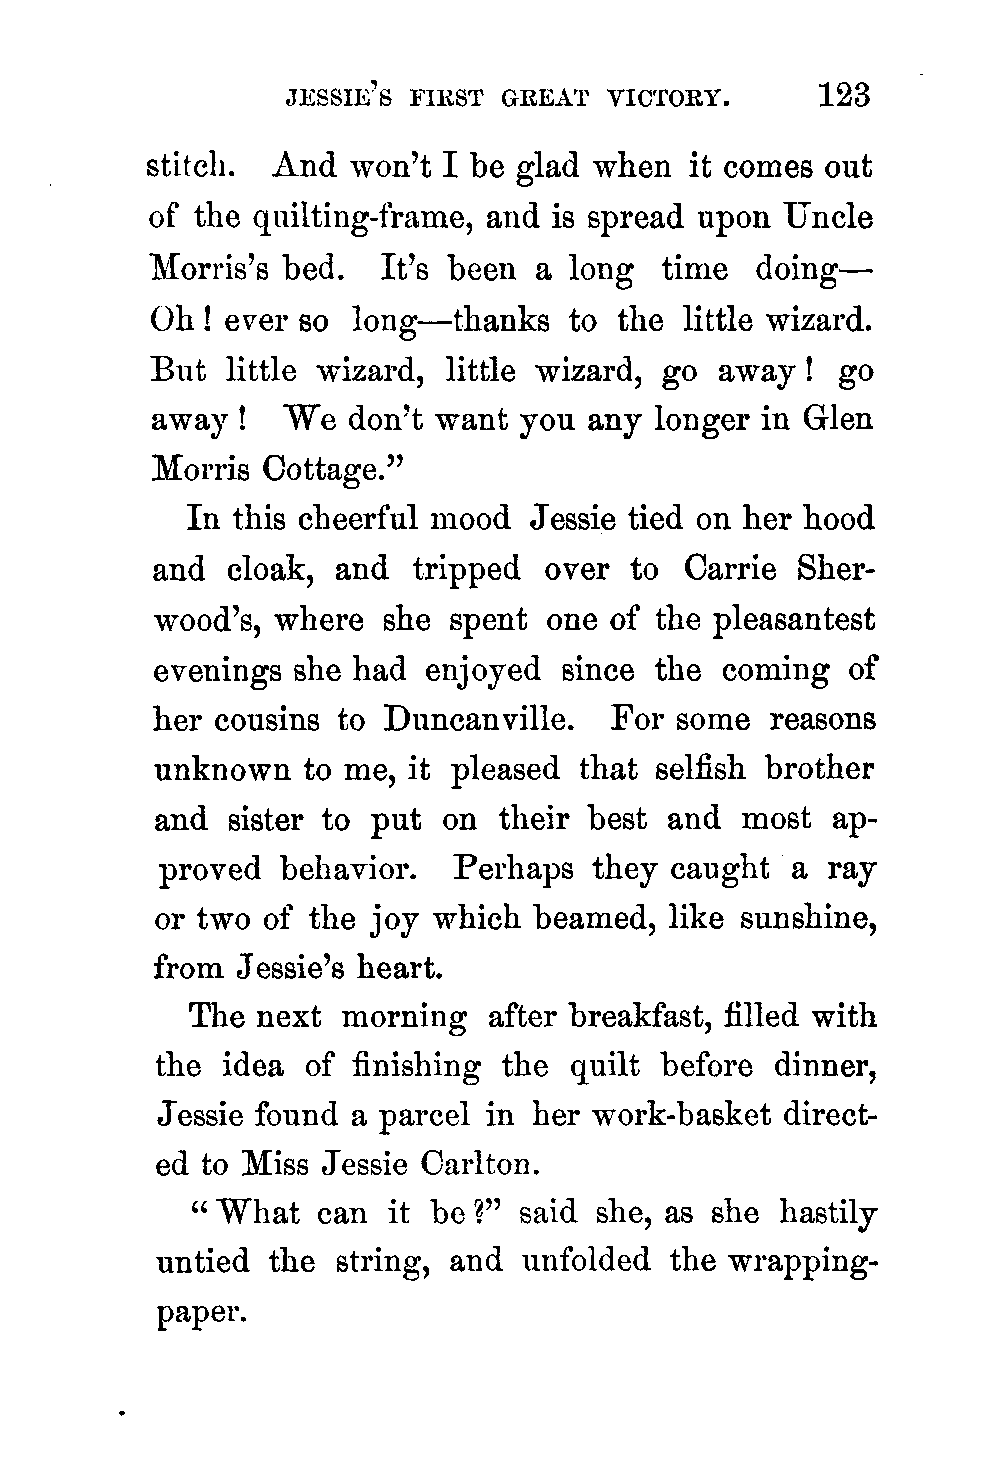 JESSIE'S FIRST GREAT VICTORY. 123
stitch. And won't I be glad when it comes out
of the quilting-frame, and is spread upon Uncle
Morris's bed. It's been a long time doing—
Oh! ever so long—thanks to the little wizard.
But little wizard, little wizard, go away! go
away! We don't want you any longer in Glen
Morris Cottage."
In this cheerful mood Jessie tied on her hood
and cloak, and tripped over to Carrie Sher-
wood's, where she spent one of the pleasantest
evenings she had enjoyed since the coming of
her cousins to Duncanville. For some reasons
unknown to me, it pleased that selfish brother
and sister to put on their best and most ap-
proved behavior. Perhaps they caught a ray
or two of the joy which beamed, like sunshine,
from Jessie's heart.
The next morning after breakfast, filled with
the idea of finishing the quilt before dinner,
Jessie found a parcel in her work-basket direct-
ed to Miss Jessie Carlton.
"What can it be?" said she, as she hastily
untied the string, and unfolded the wrapping-
paper.